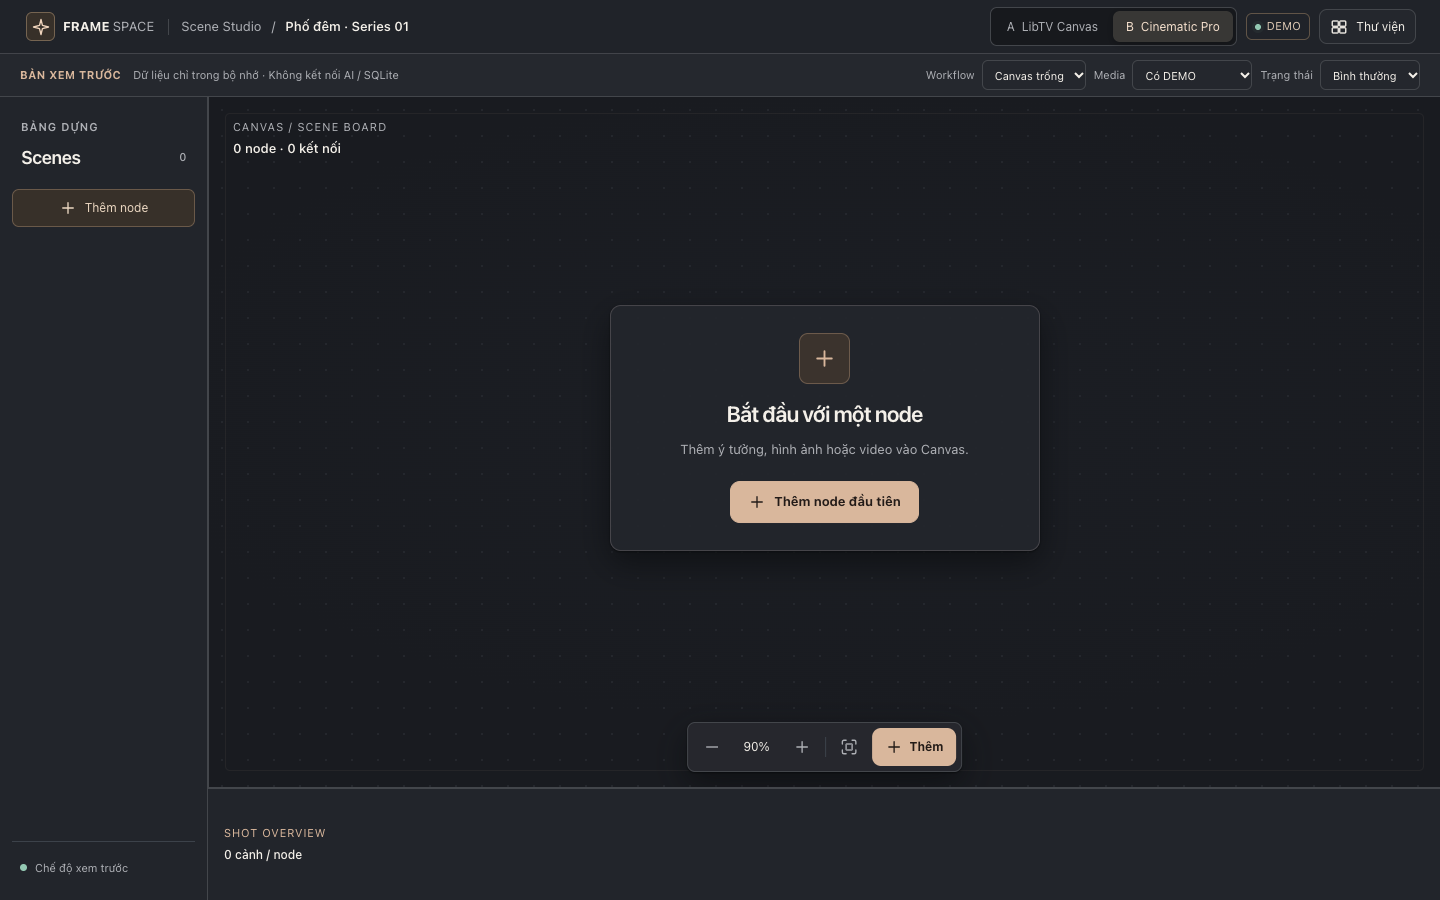 FRAME SPACE
Scene Studio / Phố đêm · Series 01
A LibTV Canvas
B Cinematic Pro
DEMO
Thư viện
BẢN XEM TRƯỚC Dữ liệu chỉ trong bộ nhớ · Không kết nối AI / SQLite
Workflow Canvas trống
Media Có DEMO
Trạng thái Bình thường
BẢNG DỰNG
Scenes 0
Thêm node
CANVAS / SCENE BOARD
0 node · 0 kết nối
Bắt đầu với một node
Thêm ý tưởng, hình ảnh hoặc video vào Canvas.
Thêm node đầu tiên
90%
Thêm
SHOT OVERVIEW
0 cảnh / node
Chế độ xem trước